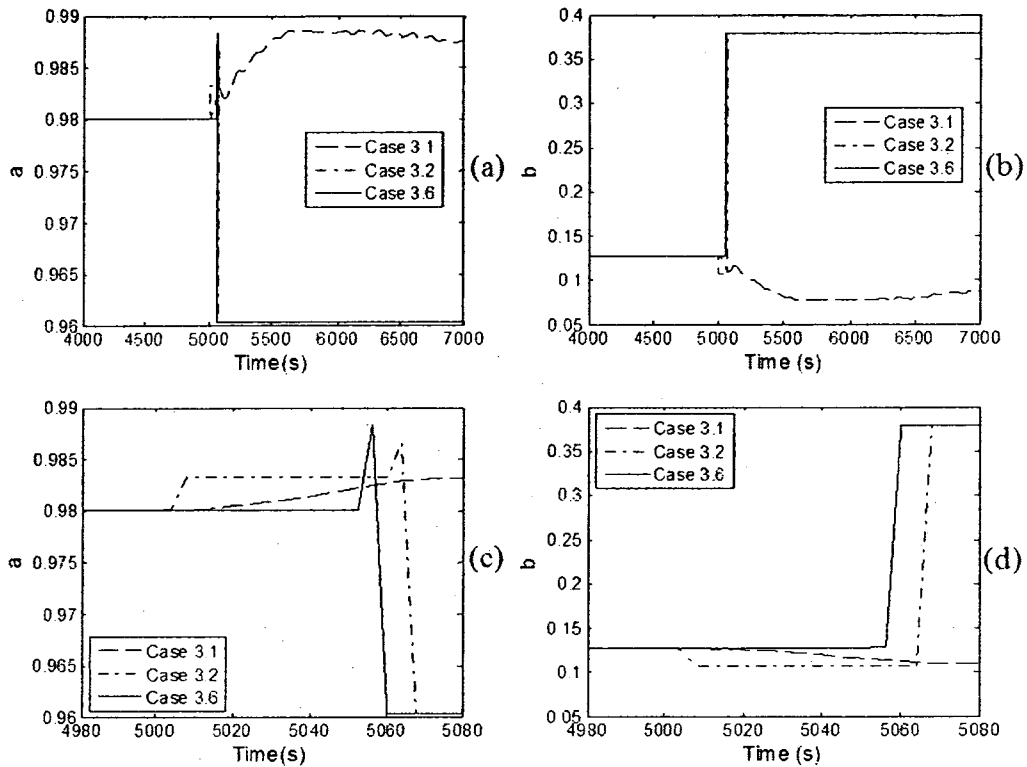 0.99
0.985
0.98
0.975
0.97
0.965
0.96
a
4000 4500 5000 5500 6000 6500 7000
Time(s)
Case 3.1
Case 3.2
Case 3.6
(a)
0.4
0.35
0.3
0.25
0.2
0.15
0.1
0.05
b
4000 4500 5000 5500 6000 6500 7000
Time (s)
Case 3.1
Case 3.2
Case 3.6
(b)
0.99
0.985
0.98
0.975
0.97
0.965
0.96
a
4980 5000 5020 5040 5060 5080
Time(s)
Case 3.1
Case 3.2
Case 3.6
(c)
0.4
0.35
0.3
0.25
0.2
0.15
0.1
0.05
b
4980 5000 5020 5040 5060 5080
Time (s)
Case 3.1
Case 3.2
Case 3.6
(d)